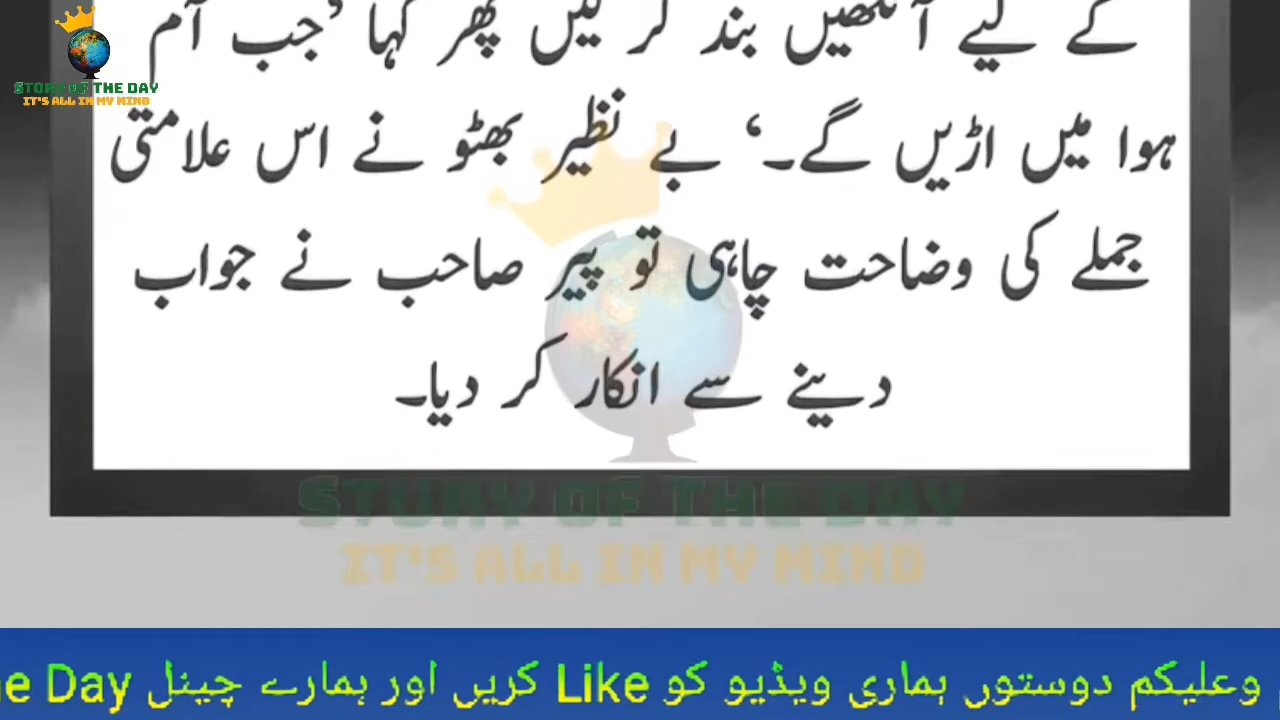 STORY OF THE DAY
IT'S ALL IN MY MIND
کے لیے آنکھیں بند کر لیں پھر کہا ’جب آم
ہوا میں اڑیں گے۔‘ بے نظیر بھٹو نے اس علامتی
جملے کی وضاحت چاہی تو پیر صاحب نے جواب
دینے سے انکار کر دیا۔
STORY OF THE DAY
IT'S ALL IN MY MIND
وعلیکم دوستوں ہماری ویڈیو کو Like کریں اور ہمارے چینل e Day